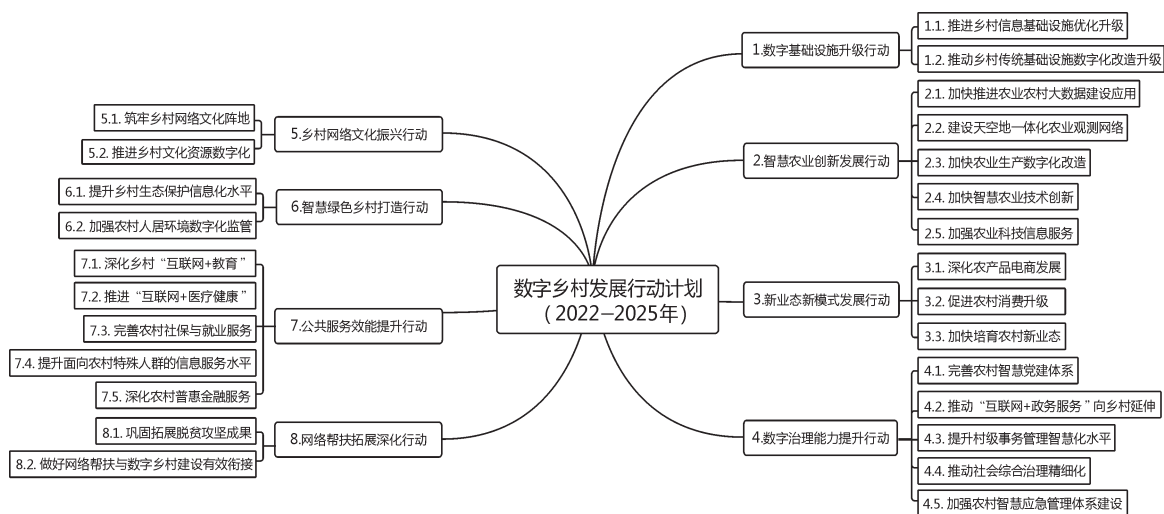 数字乡村发展行动计划
（2022—2025年）
1.数字基础设施升级行动
1.1. 推进乡村信息基础设施优化升级
1.2. 推动乡村传统基础设施数字化改造升级
2.智慧农业创新发展行动
2.1. 加快推进农业农村大数据建设应用
2.2. 建设天空地一体化农业观测网络
2.3. 加快农业生产数字化改造
2.4. 加快智慧农业技术创新
2.5. 加强农业科技信息服务
3.新业态新模式发展行动
3.1. 深化农产品电商发展
3.2. 促进农村消费升级
3.3. 加快培育农村新业态
4.数字治理能力提升行动
4.1. 完善农村智慧党建体系
4.2. 推动“互联网+政务服务”向乡村延伸
4.3. 提升村级事务管理智慧化水平
4.4. 推动社会综合治理精细化
4.5. 加强农村智慧应急管理体系建设
5.乡村网络文化振兴行动
5.1. 筑牢乡村网络文化阵地
5.2. 推进乡村文化资源数字化
6.智慧绿色乡村打造行动
6.1. 提升乡村生态保护信息化水平
6.2. 加强农村人居环境数字化监管
7.公共服务效能提升行动
7.1. 深化乡村“互联网+教育”
7.2. 推进“互联网+医疗健康”
7.3. 完善农村社保与就业服务
7.4. 提升面向农村特殊人群的信息服务水平
7.5. 深化农村普惠金融服务
8.网络帮扶拓展深化行动
8.1. 巩固拓展脱贫攻坚成果
8.2. 做好网络帮扶与数字乡村建设有效衔接